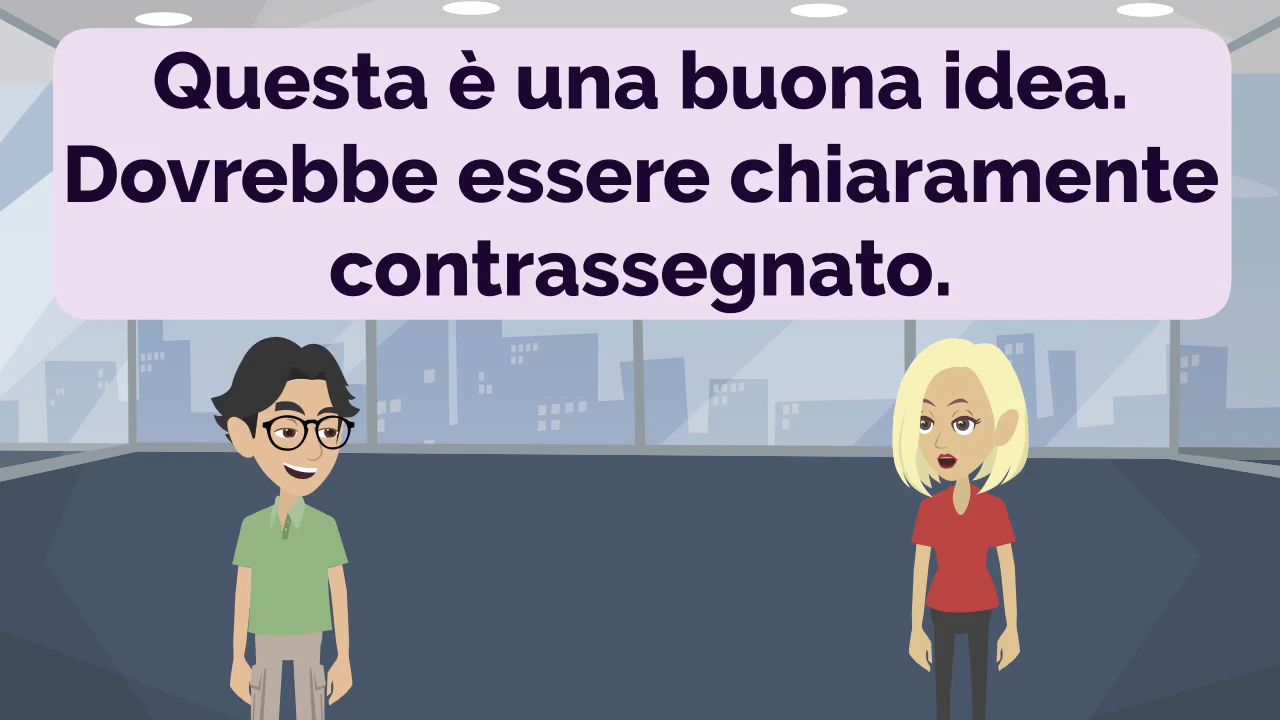 Questa è una buona idea.
Dovrebbe essere chiaramente
contrassegnato.